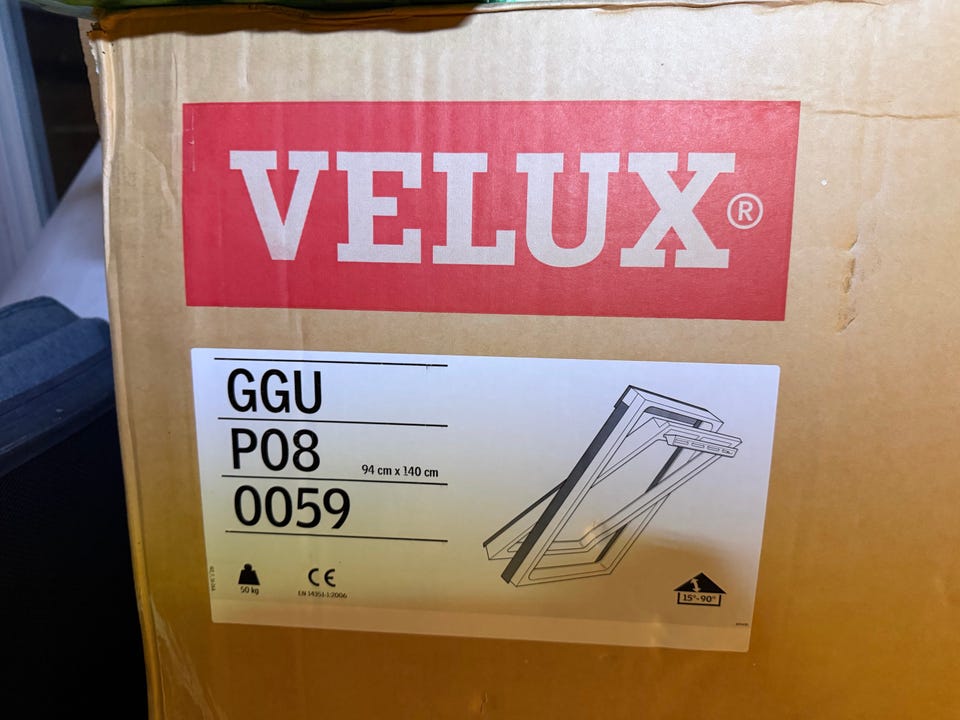 VELUX®
GGU
P08
94 cm x 140 cm
0059
50 kg
CE
EN 14351-1:2006
15°-90°